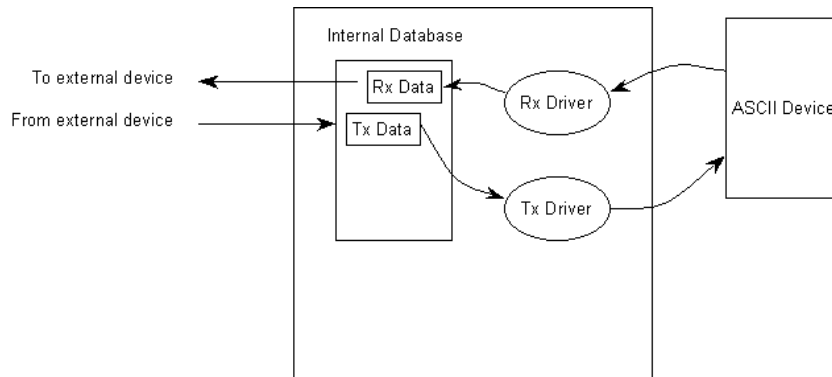 Internal Database
To external device
Rx Data
Rx Driver
ASCII Device
From external device
Tx Data
Tx Driver